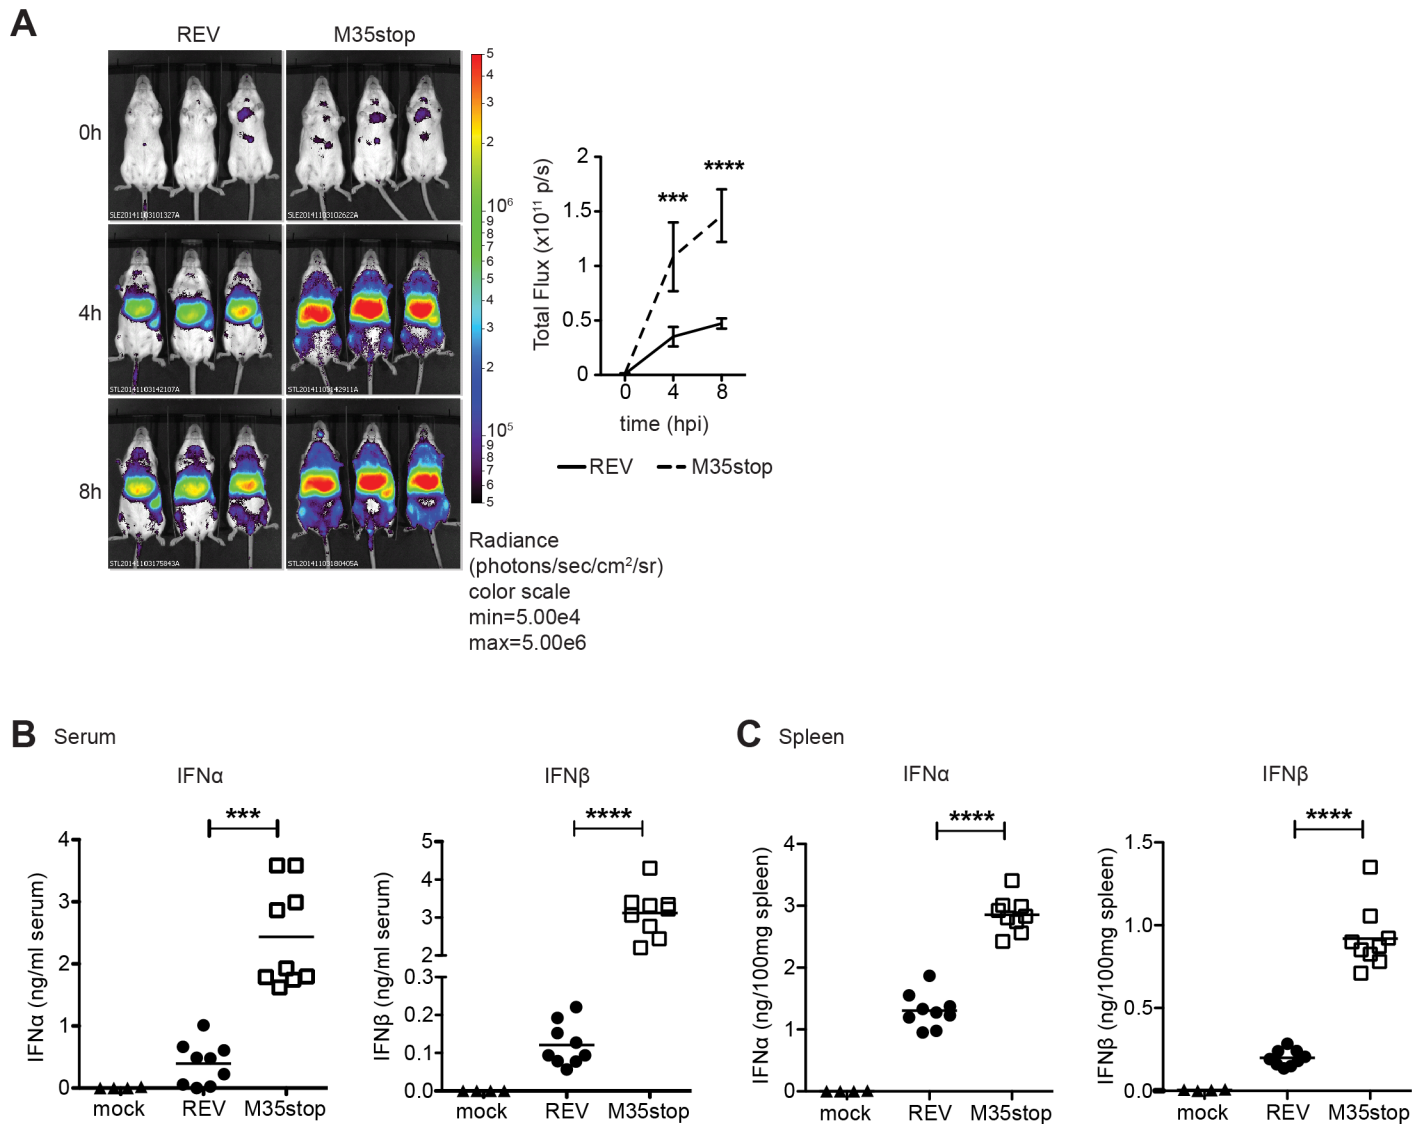 A
REV
M35stop
0h
4h
8h
SLE20141103101327A
SLE20141103102622A
STL20141103142107A
STL20141103142911A
STL20141103175843A
STL20141103180405A
5
4
3
2
10⁶
9
8
7
6
5
4
3
2
10⁵
9
8
7
6
5
Radiance
(photons/sec/cm²/sr)
color scale
min=5.00e4
max=5.00e6
Total Flux (x10¹¹ p/s)
2
1.5
1
0.5
0
***
****
0
4
8
time (hpi)
REV
M35stop
B
Serum
IFNα
***
IFNα (ng/ml serum)
4
3
2
1
0
mock
REV
M35stop
IFNβ
****
IFNβ (ng/ml serum)
5
4
3
2
0.3
0.2
0.1
0.0
mock
REV
M35stop
C
Spleen
IFNα
****
IFNα (ng/100mg spleen)
4
3
2
1
0
mock
REV
M35stop
IFNβ
****
IFNβ (ng/100mg spleen)
1.5
1.0
0.5
0.0
mock
REV
M35stop